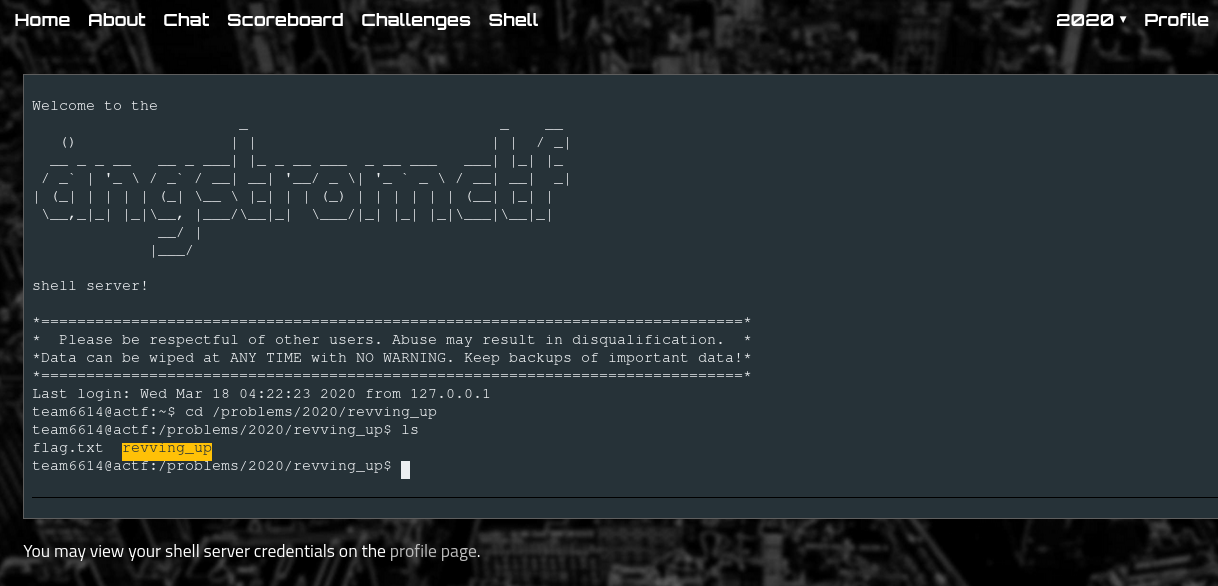 Home About Chat Scoreboard Challenges Shell 2020 ▾ Profile
Welcome to the
                       _                            _    __
   ()                 | |                          | |  / _|
  __ _ _ __   __ _ ___| |_ _ __ ___  _ __ ___   ___| |_| |_
 / _` | '_ \ / _` / __| __| '__/ _ \| '_ ` _ \ / __| __|  _|
| (_| | | | | (_| \__ \ |_| | | (_) | | | | | | (__| |_| |
 \__,_|_| |_|\__, |___/\__|_|  \___/|_| |_| |_|\___|\__|_|
              __/ |
             |___/
shell server!
*==============================================================================*
*  Please be respectful of other users. Abuse may result in disqualification.  *
*Data can be wiped at ANY TIME with NO WARNING. Keep backups of important data!*
*==============================================================================*
Last login: Wed Mar 18 04:22:23 2020 from 127.0.0.1
team6614@actf:~$ cd /problems/2020/revving_up
team6614@actf:/problems/2020/revving_up$ ls
flag.txt  revving_up
team6614@actf:/problems/2020/revving_up$
You may view your shell server credentials on the profile page.